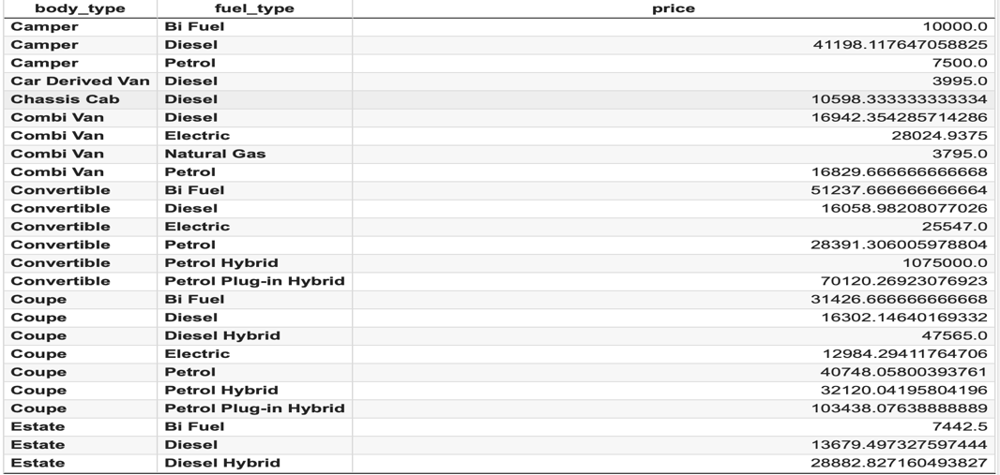 body_type fuel_type price
Camper Bi Fuel 10000.0
Camper Diesel 41198.117647058825
Camper Petrol 7500.0
Car Derived Van Diesel 3995.0
Chassis Cab Diesel 10598.333333333334
Combi Van Diesel 16942.354285714286
Combi Van Electric 28024.9375
Combi Van Natural Gas 3795.0
Combi Van Petrol 16829.666666666668
Convertible Bi Fuel 51237.666666666664
Convertible Diesel 16058.98208077026
Convertible Electric 25547.0
Convertible Petrol 28391.306005978804
Convertible Petrol Hybrid 1075000.0
Convertible Petrol Plug-in Hybrid 70120.26923076923
Coupe Bi Fuel 31426.666666666668
Coupe Diesel 16302.14640169332
Coupe Diesel Hybrid 47565.0
Coupe Electric 12984.29411764706
Coupe Petrol 40748.05800393761
Coupe Petrol Hybrid 32120.04195804196
Coupe Petrol Plug-in Hybrid 103438.07638888889
Estate Bi Fuel 7442.5
Estate Diesel 13679.497327597444
Estate Diesel Hybrid 28882.827160493827